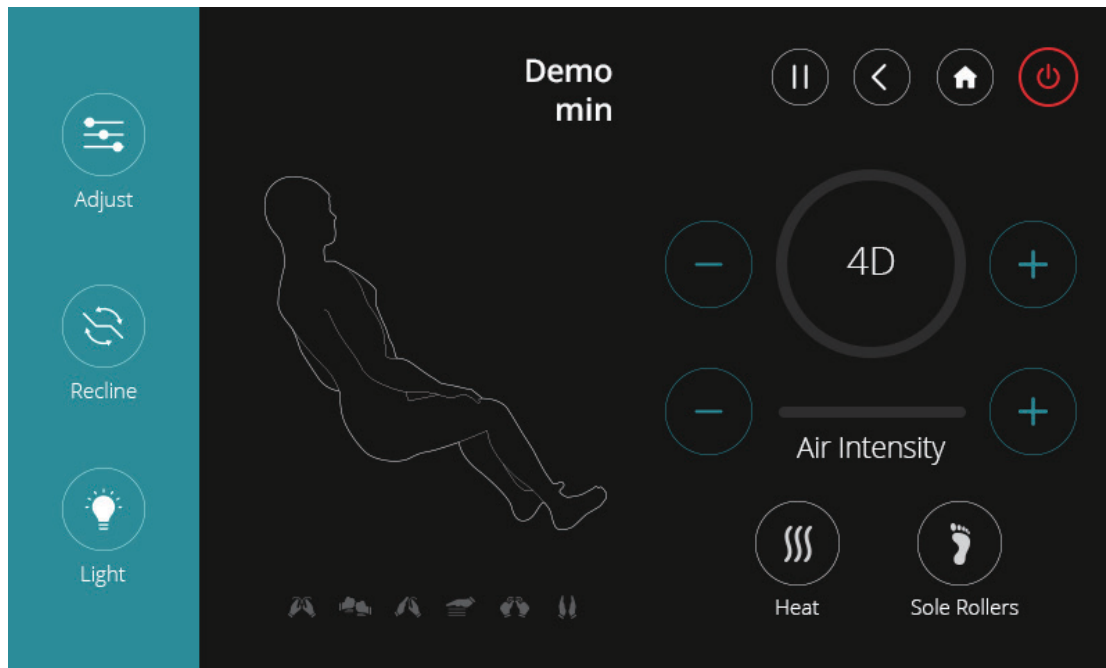 Adjust
Recline
Light
Demo
min
4D
Air Intensity
Heat
Sole Rollers